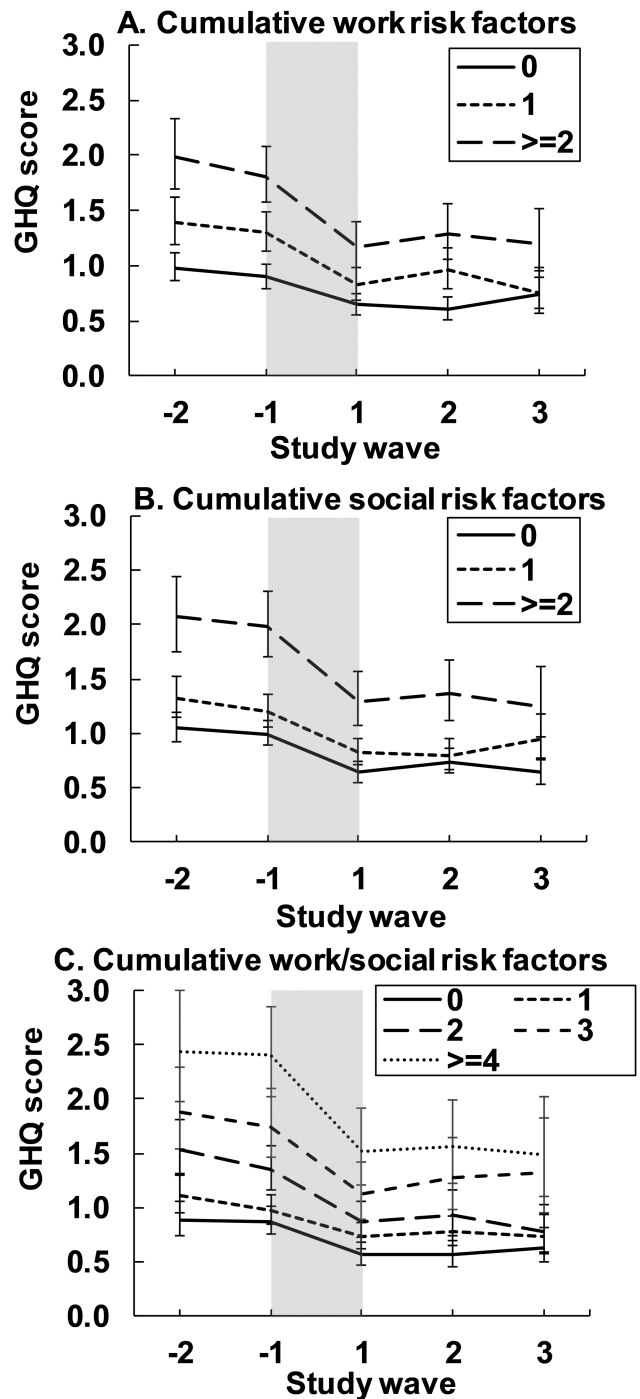 A. Cumulative work risk factors
3.0
2.5
2.0
1.5
1.0
0.5
0.0
GHQ score
0
1
>=2
-2 -1 1 2 3
Study wave
B. Cumulative social risk factors
3.0
2.5
2.0
1.5
1.0
0.5
0.0
GHQ score
0
1
>=2
-2 -1 1 2 3
Study wave
C. Cumulative work/social risk factors
3.0
2.5
2.0
1.5
1.0
0.5
0.0
GHQ score
0 1
2 3
>=4
-2 -1 1 2 3
Study wave